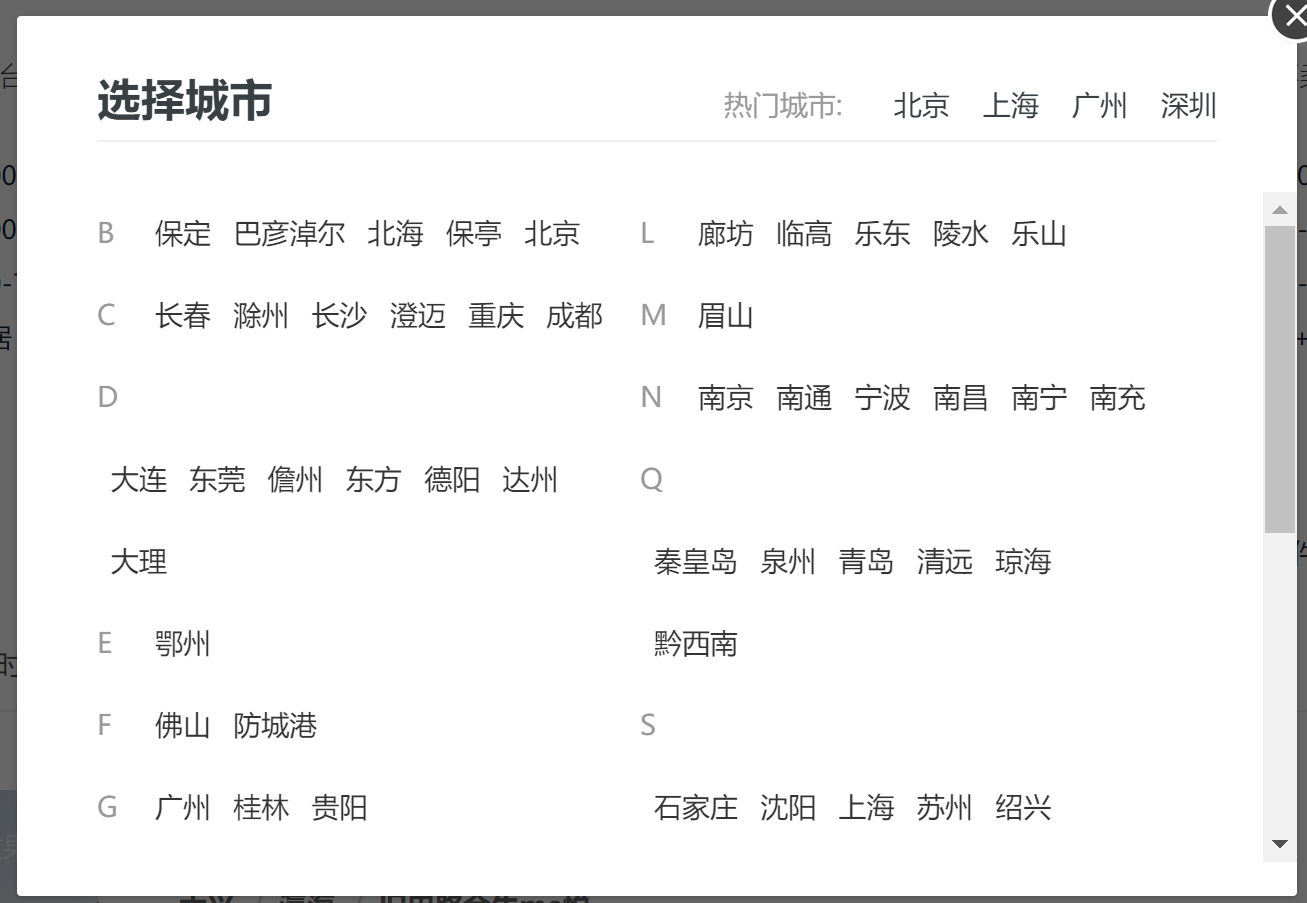 选择城市
热门城市: 北京 上海 广州 深圳
B 保定 巴彦淖尔 北海 保亭 北京
C 长春 滁州 长沙 澄迈 重庆 成都
D
大连 东莞 儋州 东方 德阳 达州
大理
E 鄂州
F 佛山 防城港
G 广州 桂林 贵阳
L 廊坊 临高 乐东 陵水 乐山
M 眉山
N 南京 南通 宁波 南昌 南宁 南充
Q
秦皇岛 泉州 青岛 清远 琼海
黔西南
S
石家庄 沈阳 上海 苏州 绍兴